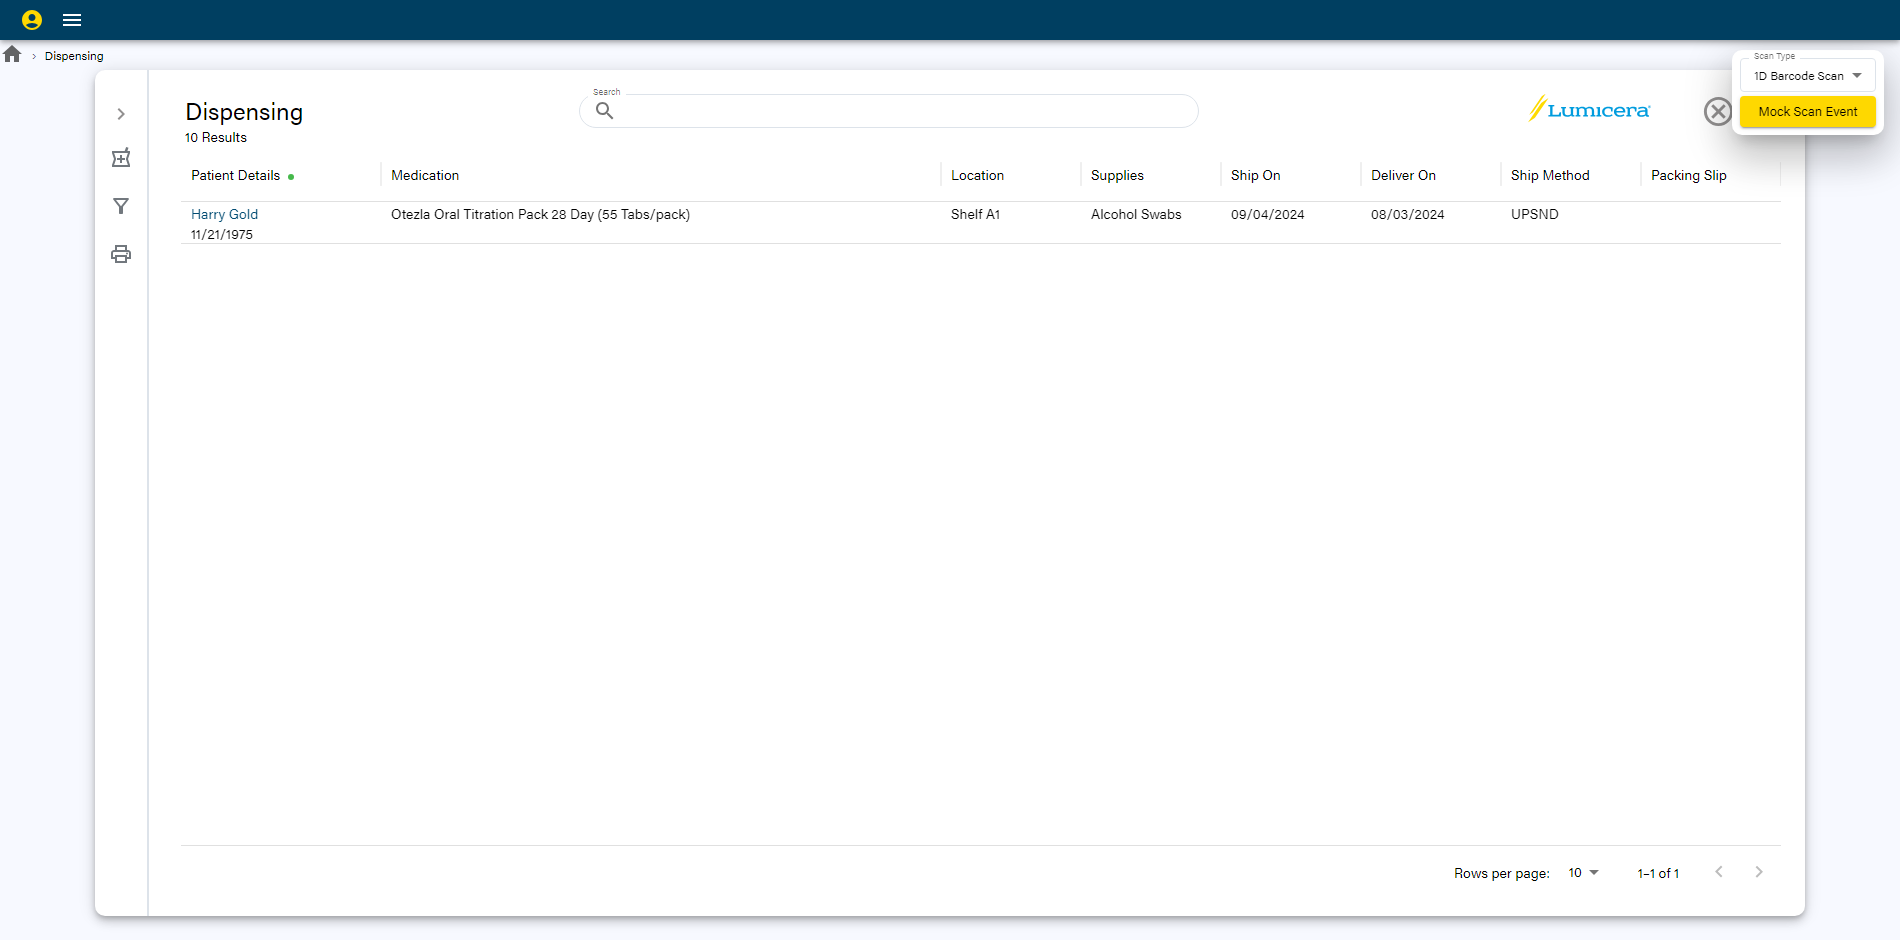 Dispensing
Scan Type
1D Barcode Scan
Mock Scan Event
Dispensing
10 Results
Search
Lumicera®
Patient Details Medication Location Supplies Ship On Deliver On Ship Method Packing Slip
Harry Gold Otezla Oral Titration Pack 28 Day (55 Tabs/pack) Shelf A1 Alcohol Swabs 09/04/2024 08/03/2024 UPSND
11/21/1975
Rows per page: 10 1–1 of 1